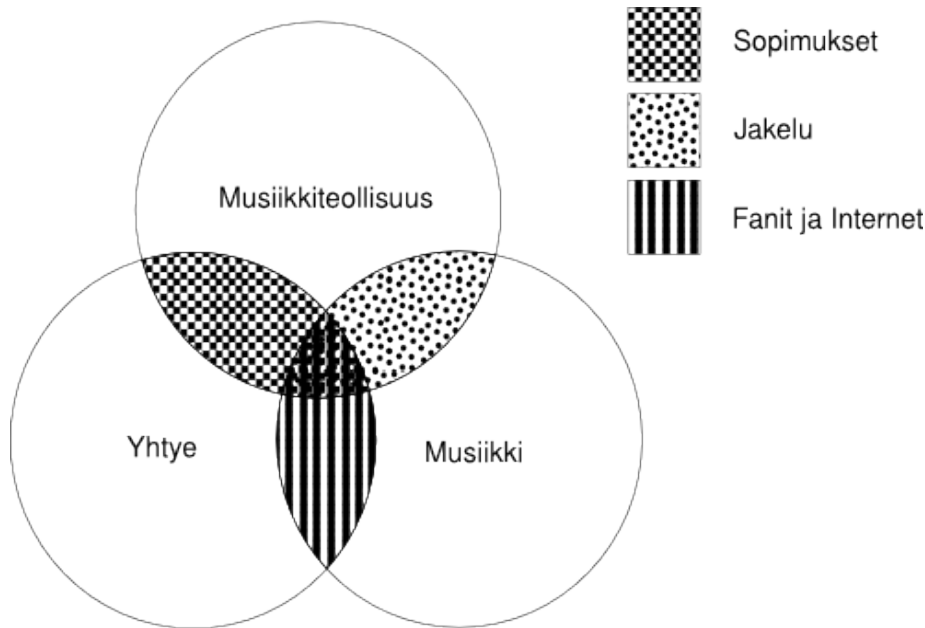 Sopimukset
Jakelu
Fanit ja Internet
Musiikkiteollisuus
Yhtye
Musiikki